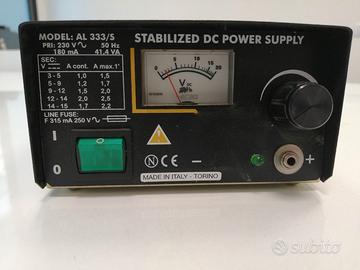 MODEL: AL 333/S
PRI: 230 V 50 Hz
180 mA 41,4 VA
SEC:
V A cont. A max.1'
3 - 5 1,0 1,5
5 - 9 1,2 1,7
9 - 12 1,5 2,0
12 - 14 2,0 2,5
14 - 15 1,7 2,2
LINE FUSE:
F 315 mA 250 V
STABILIZED DC POWER SUPPLY
0 5 10 15 20
V
DC
I
O
N CE
−
+
MADE IN ITALY - TORINO
subito